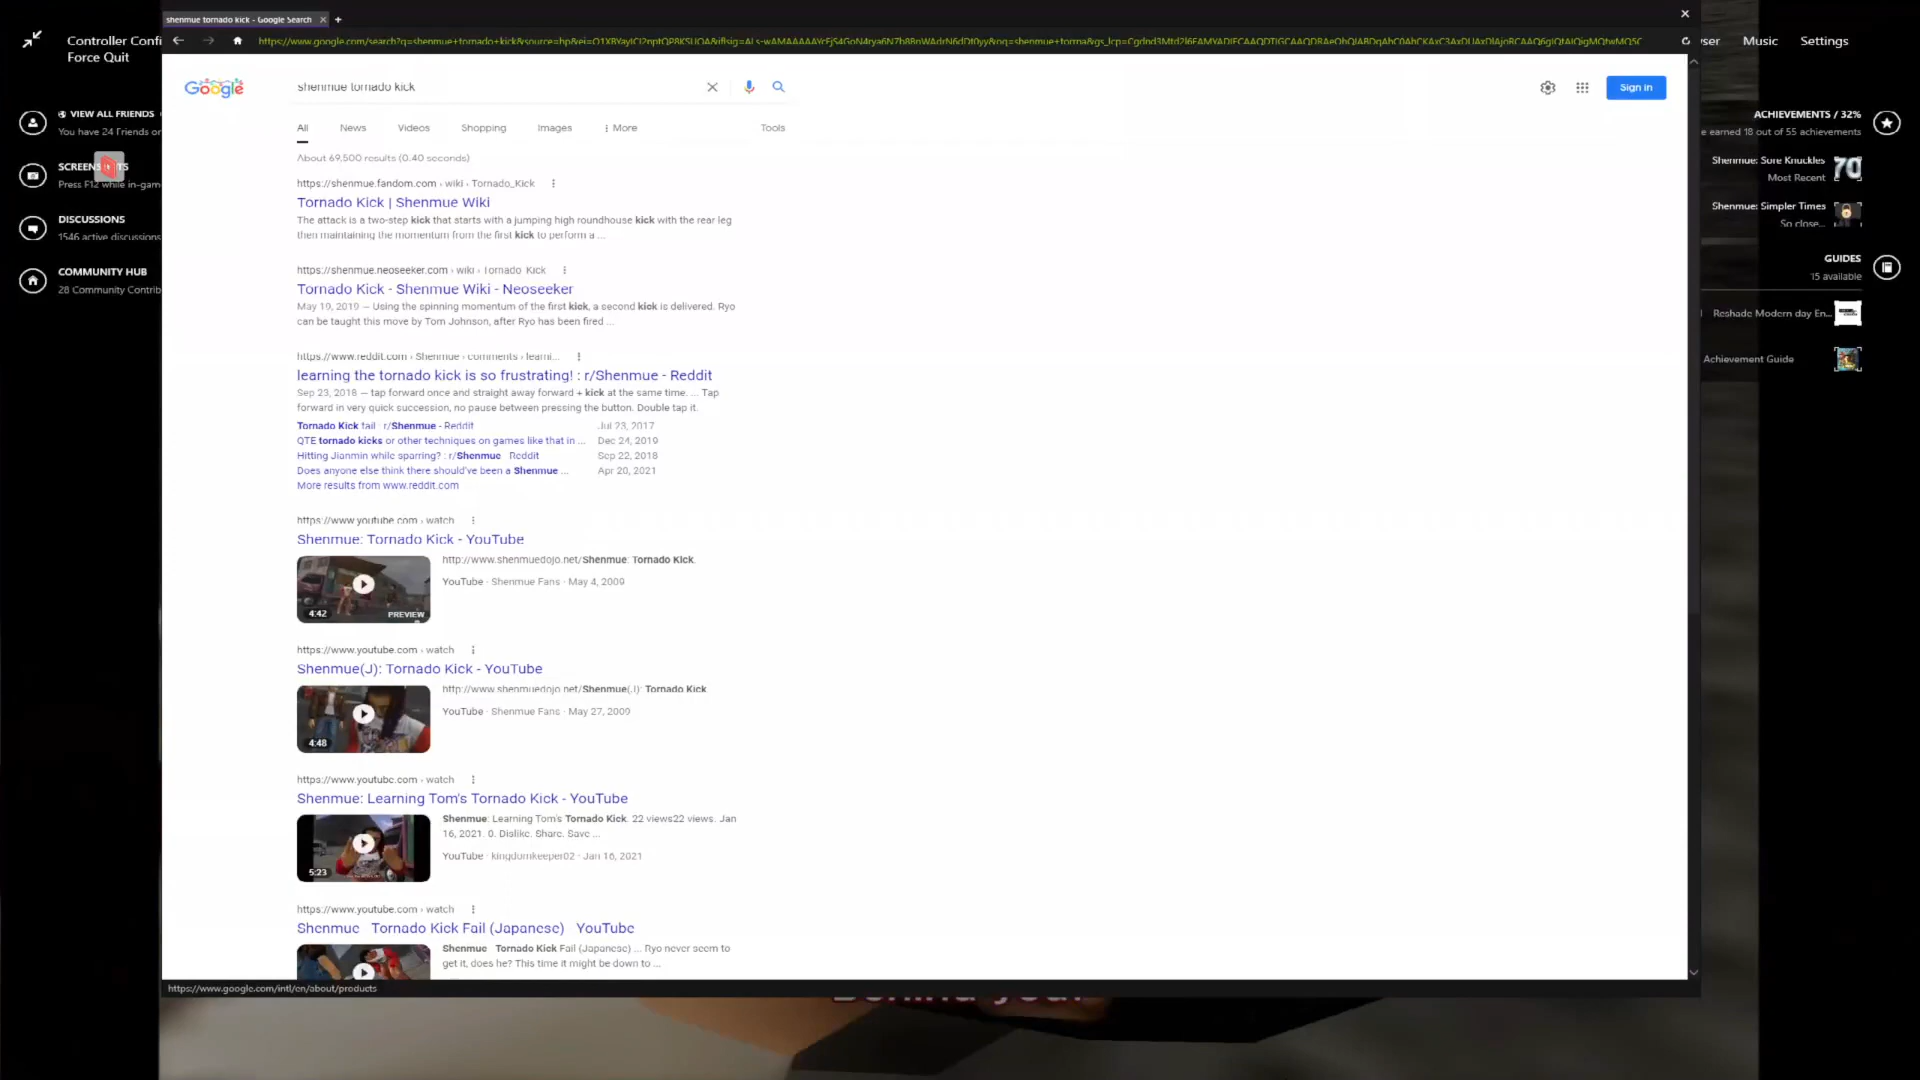 shenmue tornado kick - Google Search
Controller Confi
Force Quit
ser
Music
Settings
Google
shenmue tornado kick
Sign in
All
News
Videos
Shopping
Images
More
Tools
About 69,500 results (0.40 seconds)
VIEW ALL FRIENDS
You have 24 Friends on
SCREENSHOTS
Press F12 while in-gam
DISCUSSIONS
1546 active discussions
COMMUNITY HUB
28 Community Contrib
https://shenmue.fandom.com › wiki › Tornado_Kick
Tornado Kick | Shenmue Wiki
The attack is a two-step kick that starts with a jumping high roundhouse kick with the rear leg
then maintaining the momentum from the first kick to perform a ...
https://shenmue.neoseeker.com › wiki › Tornado_Kick
Tornado Kick - Shenmue Wiki - Neoseeker
May 19, 2019 — Using the spinning momentum of the first kick, a second kick is delivered. Ryo
can be taught this move by Tom Johnson, after Ryo has been fired ...
https://www.reddit.com › Shenmue › comments › learni...
learning the tornado kick is so frustrating! : r/Shenmue - Reddit
Sep 23, 2018 — tap forward once and straight away forward + kick at the same time. ... Tap
forward in very quick succession, no pause between pressing the button. Double tap it.
Tornado Kick fail : r/Shenmue - Reddit
Jul 23, 2017
QTE tornado kicks or other techniques on games like that in ...
Dec 24, 2019
Hitting Jianmin while sparring? : r/Shenmue - Reddit
Sep 22, 2018
Does anyone else think there should've been a Shenmue ...
Apr 20, 2021
More results from www.reddit.com
https://www.youtube.com › watch
Shenmue: Tornado Kick - YouTube
http://www.shenmuedojo.net/Shenmue: Tornado Kick.
YouTube · Shenmue Fans · May 4, 2009
4:42
PREVIEW
https://www.youtube.com › watch
Shenmue(J): Tornado Kick - YouTube
http://www.shenmuedojo.net/Shenmue(J): Tornado Kick
YouTube · Shenmue Fans · May 27, 2009
4:48
https://www.youtube.com › watch
Shenmue: Learning Tom's Tornado Kick - YouTube
Shenmue: Learning Tom's Tornado Kick. 22 views22 views. Jan
16, 2021. 0. Dislike. Share. Save ...
YouTube · kingdomkeeper02 · Jan 16, 2021
5:23
https://www.youtube.com › watch
Shenmue - Tornado Kick Fail (Japanese) - YouTube
Shenmue - Tornado Kick Fail (Japanese) ... Ryo never seem to
get it, does he? This time it might be down to ...
https://www.google.com/intl/en/about/products
ACHIEVEMENTS / 32%
e earned 18 out of 55 achievements
Shenmue: Sore Knuckles
Most Recent
70
Shenmue: Simpler Times
So close...
GUIDES
15 available
Reshade Modern day En...
Achievement Guide
Behind you!